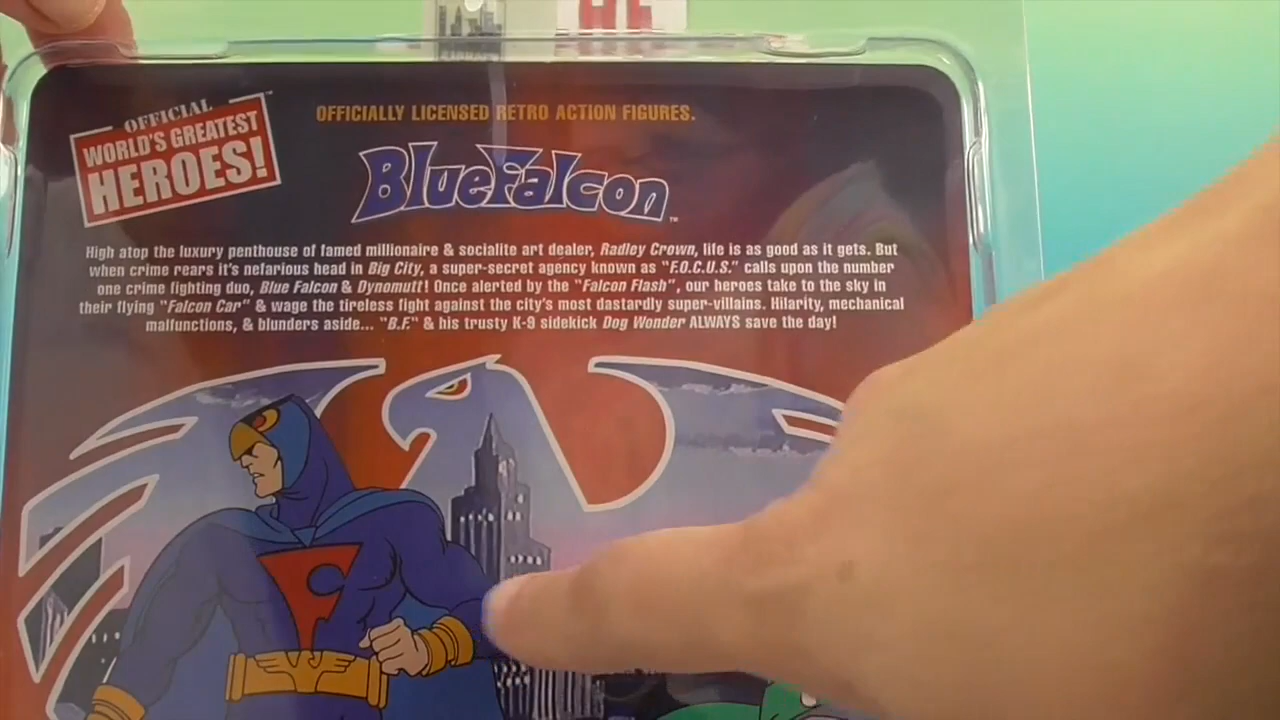 OFFICIAL
WORLD'S GREATEST
HEROES!
OFFICIALLY LICENSED RETRO ACTION FIGURES.
BlueFalcon™
High atop the luxury penthouse of famed millionaire & socialite art dealer, Radley Crown, life is as good as it gets. But
when crime rears it's nefarious head in Big City, a super-secret agency known as "F.O.C.U.S." calls upon the number
one crime fighting duo, Blue Falcon & Dynomutt! Once alerted by the "Falcon Flash", our heroes take to the sky in
their flying "Falcon Car" & wage the tireless fight against the city's most dastardly super-villains. Hilarity, mechanical
malfunctions, & blunders aside... "B.F." & his trusty K-9 sidekick Dog Wonder ALWAYS save the day!